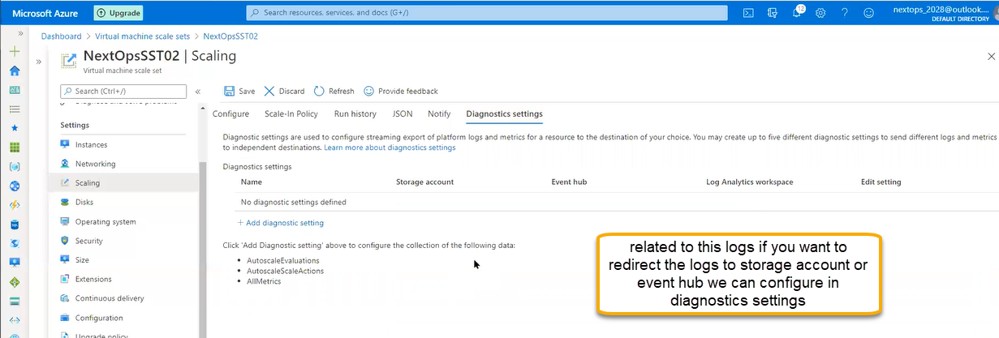 Microsoft Azure
Upgrade
Search resources, services, and docs (G+/)
12
nextops_2028@outlook....
DEFAULT DIRECTORY
Dashboard > Virtual machine scale sets > NextOpsSST02
NextOpsSST02 | Scaling
Virtual machine scale set
Search (Ctrl+/)
Save
Discard
Refresh
Provide feedback
Diagnose and solve problems
Settings
Instances
Networking
Scaling
Disks
Operating system
Security
Size
Extensions
Continuous delivery
Configuration
Upgrade policy
Configure
Scale-In Policy
Run history
JSON
Notify
Diagnostics settings
Diagnostic settings are used to configure streaming export of platform logs and metrics for a resource to the destination of your choice. You may create up to five different diagnostic settings to send different logs and metrics
to independent destinations. Learn more about diagnostics settings
Diagnostics settings
Name Storage account Event hub Log Analytics workspace Edit setting
No diagnostic settings defined
+ Add diagnostic setting
Click 'Add Diagnostic setting' above to configure the collection of the following data:
• AutoscaleEvaluations
• AutoscaleScaleActions
• AllMetrics
related to this logs if you want to
redirect the logs to storage account or
event hub we can configure in
diagnostics settings